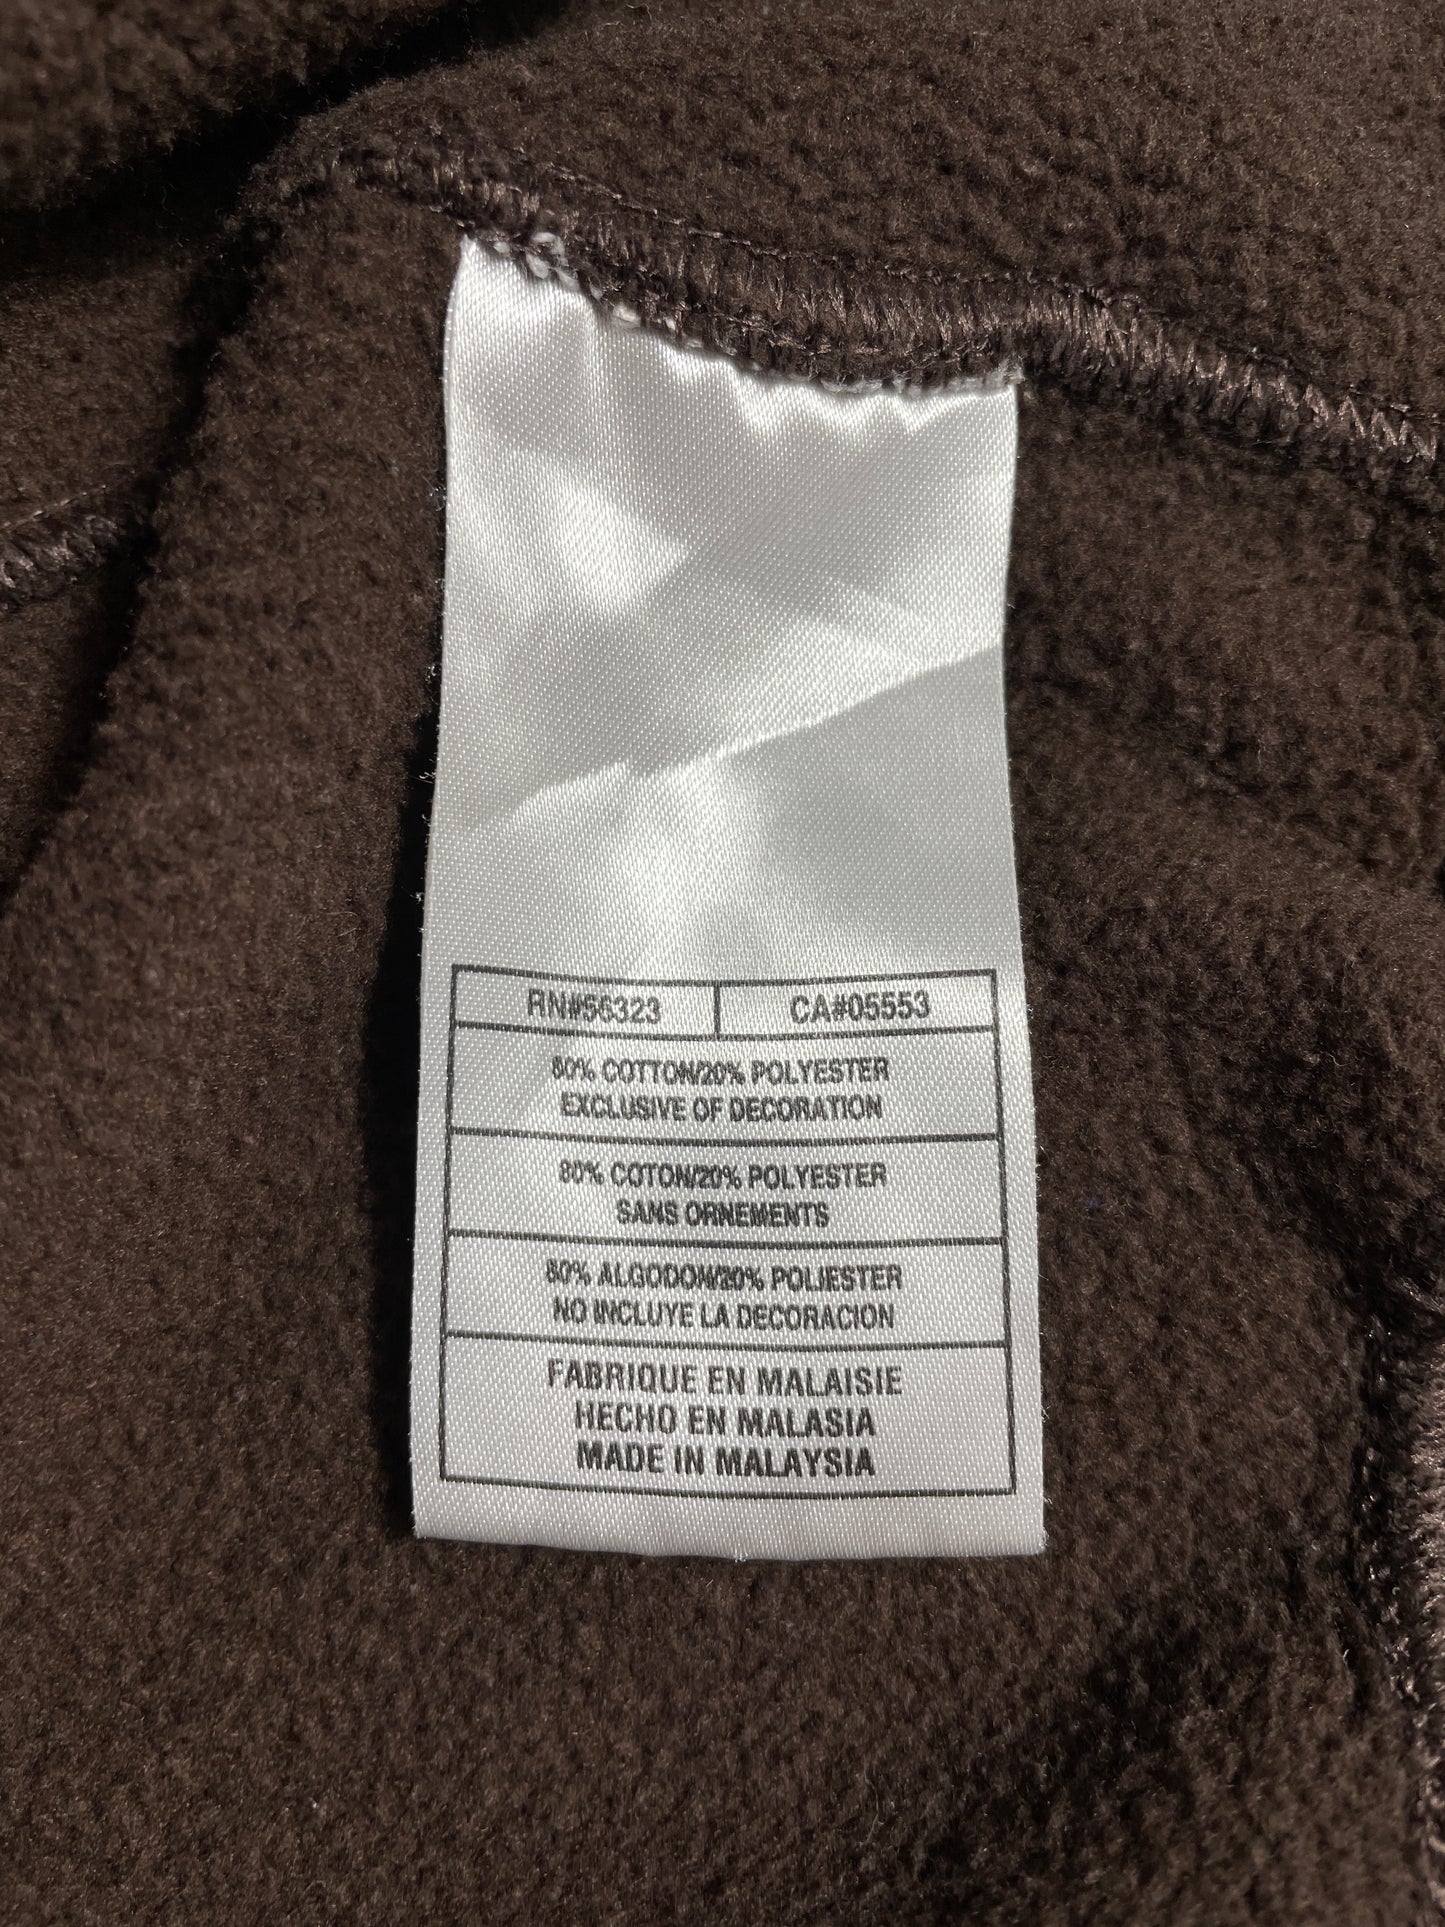 RN#56323 CA#05553
80% COTTON/20% POLYESTER
EXCLUSIVE OF DECORATION
80% COTON/20% POLYESTER
SANS ORNEMENTS
80% ALGODON/20% POLIESTER
NO INCLUYE LA DECORACION
FABRIQUE EN MALAISIE
HECHO EN MALASIA
MADE IN MALAYSIA